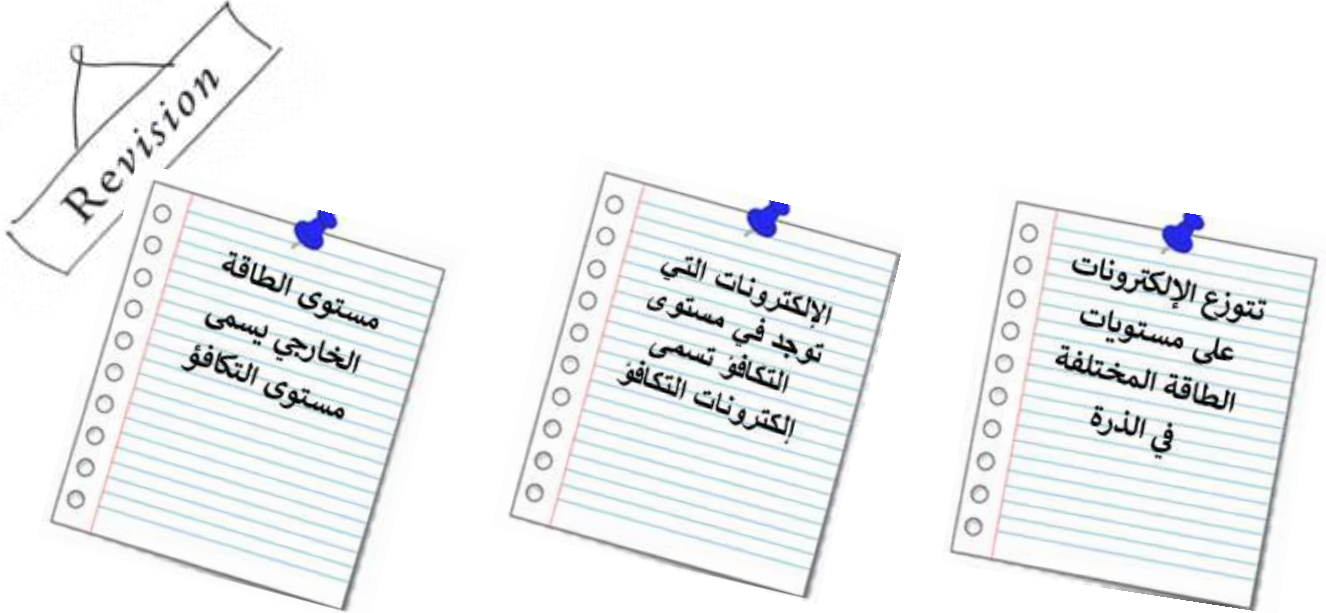 Revision
تتوزع الإلكترونات
على مستويات
الطاقة المختلفة
في الذرة
الإلكترونات التي
توجد في مستوى
التكافؤ تسمى
إلكترونات التكافؤ
مستوى الطاقة
الخارجي يسمى
مستوى التكافؤ